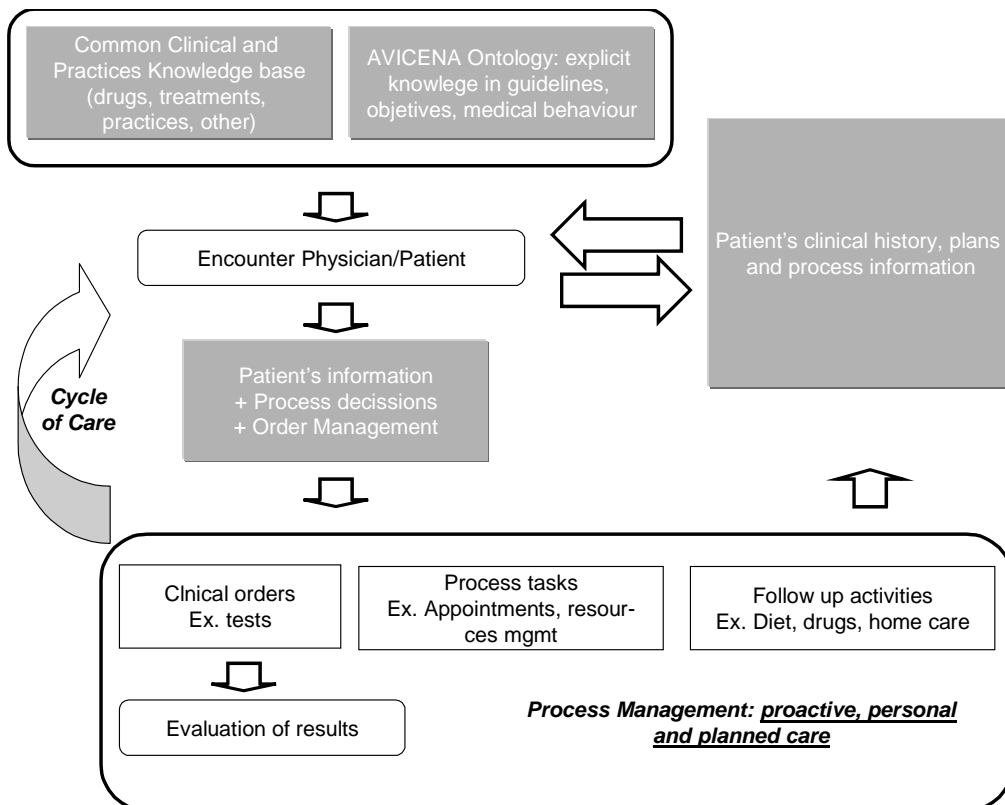 Common Clinical and
Practices Knowledge base
(drugs, treatments,
practices, other)
AVICENA Ontology: explicit
knowlege in guidelines,
objetives, medical behaviour
Patient's clinical history, plans
and process information
Encounter Physician/Patient
Patient's information
+ Process decissions
+ Order Management
Cycle
of Care
Clnical orders
Ex. tests
Process tasks
Ex. Appointments, resour-
ces mgmt
Follow up activities
Ex. Diet, drugs, home care
Evaluation of results
Process Management: proactive, personal
and planned care